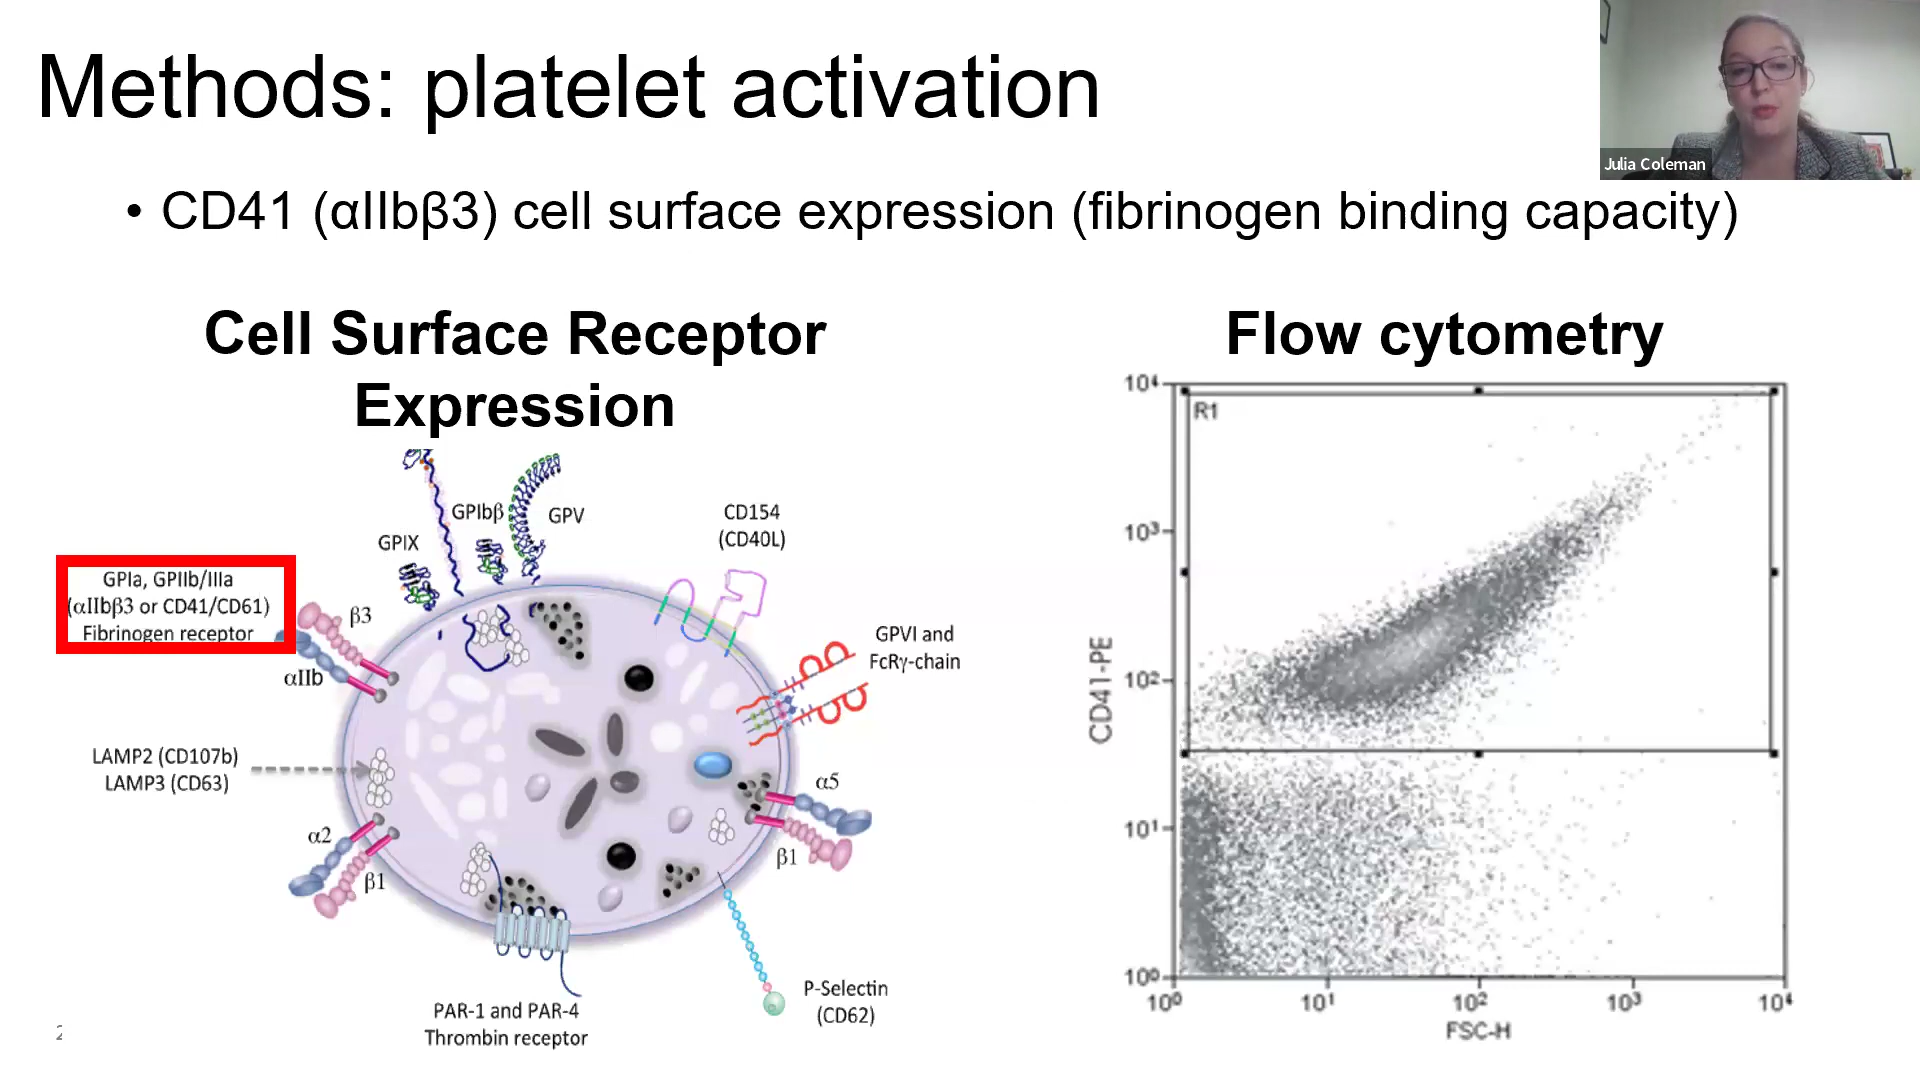 Methods: platelet activation
Julia Coleman
• CD41 (αIIbβ3) cell surface expression (fibrinogen binding capacity)
Cell Surface Receptor
Expression
GPIbβ
GPV
GPIX
CD154
(CD40L)
GPIa, GPIIb/IIIa
(αIIbβ3 or CD41/CD61)
Fibrinogen receptor
β3
αIIb
GPVI and
FcRγ-chain
LAMP2 (CD107b)
LAMP3 (CD63)
α5
β1
α2
β1
P-Selectin
(CD62)
PAR-1 and PAR-4
Thrombin receptor
2
Flow cytometry
R1
10⁴
10³
10²
10¹
10⁰
CD41-PE
10⁰ 10¹ 10² 10³ 10⁴
FSC-H